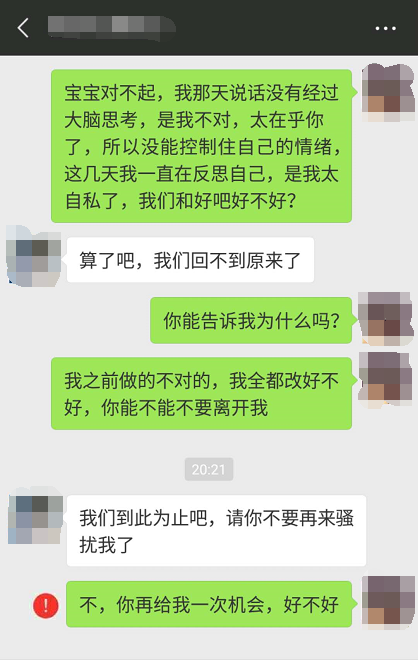 宝宝对不起，我那天说话没有经过
大脑思考，是我不对，太在乎你
了，所以没能控制住自己的情绪，
这几天我一直在反思自己，是我太
自私了，我们和好吧好不好？
算了吧，我们回不到原来了
你能告诉我为什么吗？
我之前做的不对的，我全都改好不
好，你能不能不要离开我
20:21
我们到此为止吧，请你不要再来骚
扰我了
不，你再给我一次机会，好不好